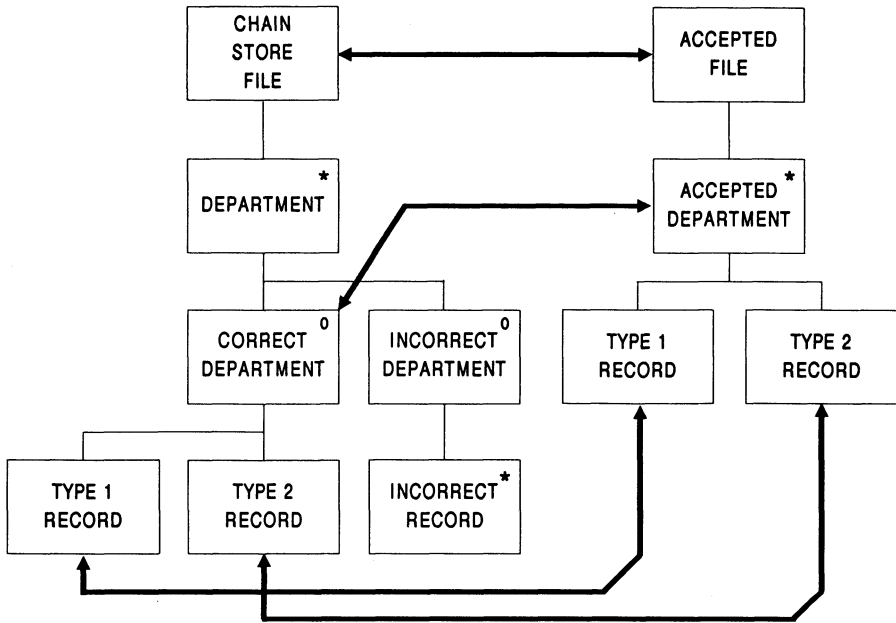 CHAIN
STORE
FILE
ACCEPTED
FILE
DEPARTMENT *
ACCEPTED *
DEPARTMENT
CORRECT 0
DEPARTMENT
INCORRECT 0
DEPARTMENT
TYPE 1
RECORD
TYPE 2
RECORD
TYPE 1
RECORD
TYPE 2
RECORD
INCORRECT *
RECORD